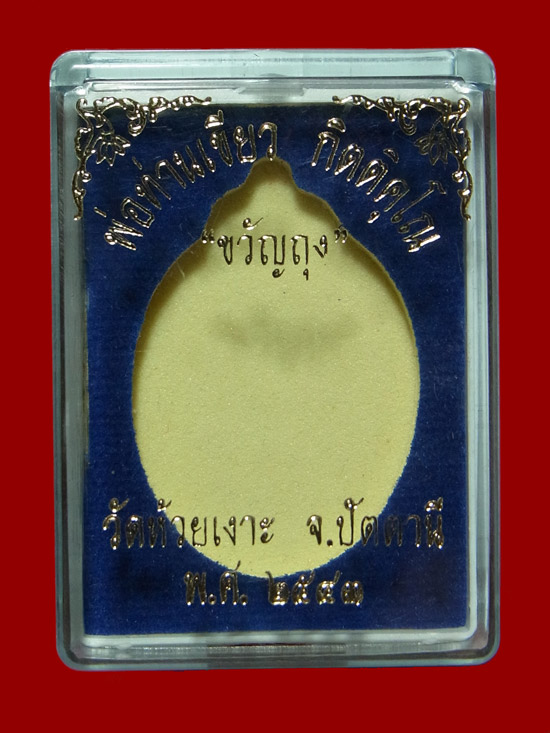 พ่อท่านเขียว กิตติคุโณ
"ขวัญถุง"
วัดห้วยเงาะ จ.ปัตตานี
พ.ศ. ๒๕๕๓